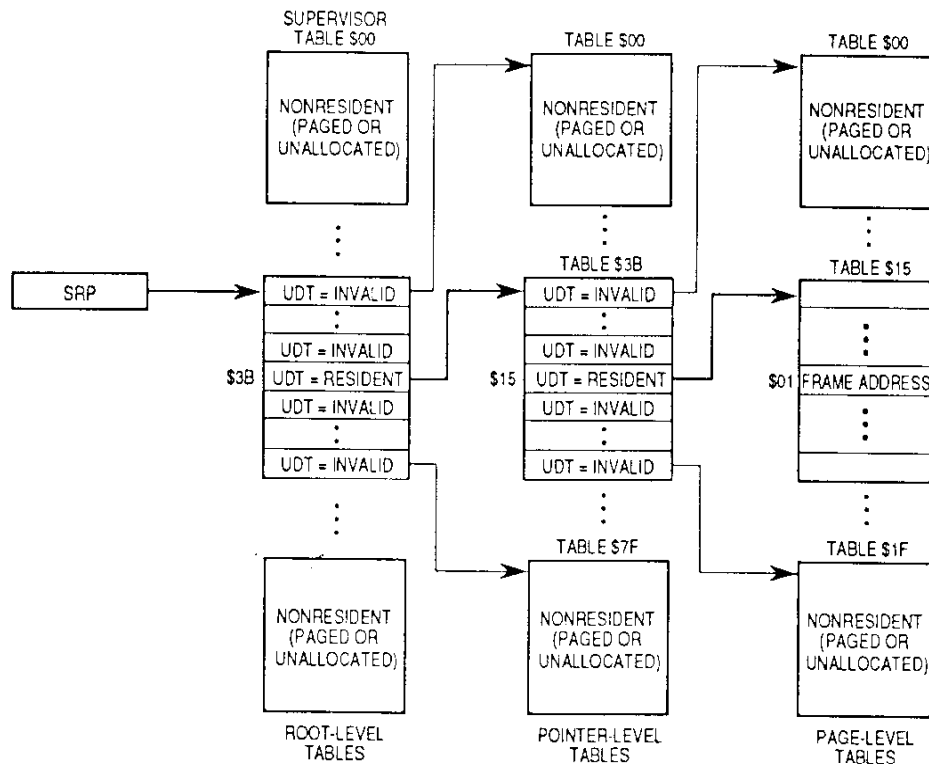 SUPERVISOR
TABLE $00
NONRESIDENT
(PAGED OR
UNALLOCATED)
TABLE $00
NONRESIDENT
(PAGED OR
UNALLOCATED)
TABLE $00
NONRESIDENT
(PAGED OR
UNALLOCATED)
SRP
UDT = INVALID
UDT = INVALID
$3B
UDT = RESIDENT
UDT = INVALID
UDT = INVALID
TABLE $3B
UDT = INVALID
UDT = INVALID
$15
UDT = RESIDENT
UDT = INVALID
UDT = INVALID
TABLE $15
$01
FRAME ADDRESS
NONRESIDENT
(PAGED OR
UNALLOCATED)
TABLE $7F
NONRESIDENT
(PAGED OR
UNALLOCATED)
TABLE $1F
NONRESIDENT
(PAGED OR
UNALLOCATED)
ROOT-LEVEL
TABLES
POINTER-LEVEL
TABLES
PAGE-LEVEL
TABLES